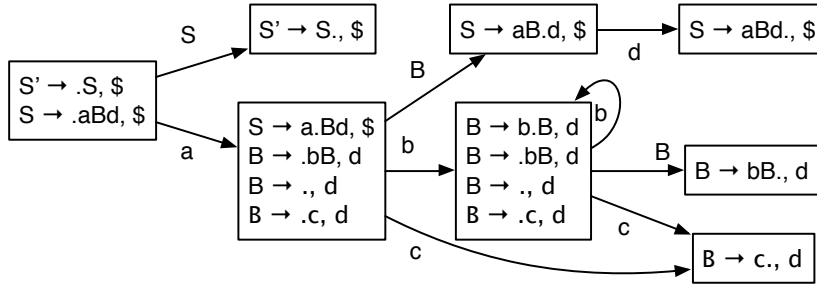 S
S' → S., $
S → aB.d, $
d
S → aBd., $
S' → .S, $
S → .aBd, $
a
B
S → a.Bd, $
B → .bB, d
B → ., d
B → .c, d
b
B → b.B, d
B → .bB, d
B → ., d
B → .c, d
b
B
B → bB., d
c
c
B → c., d